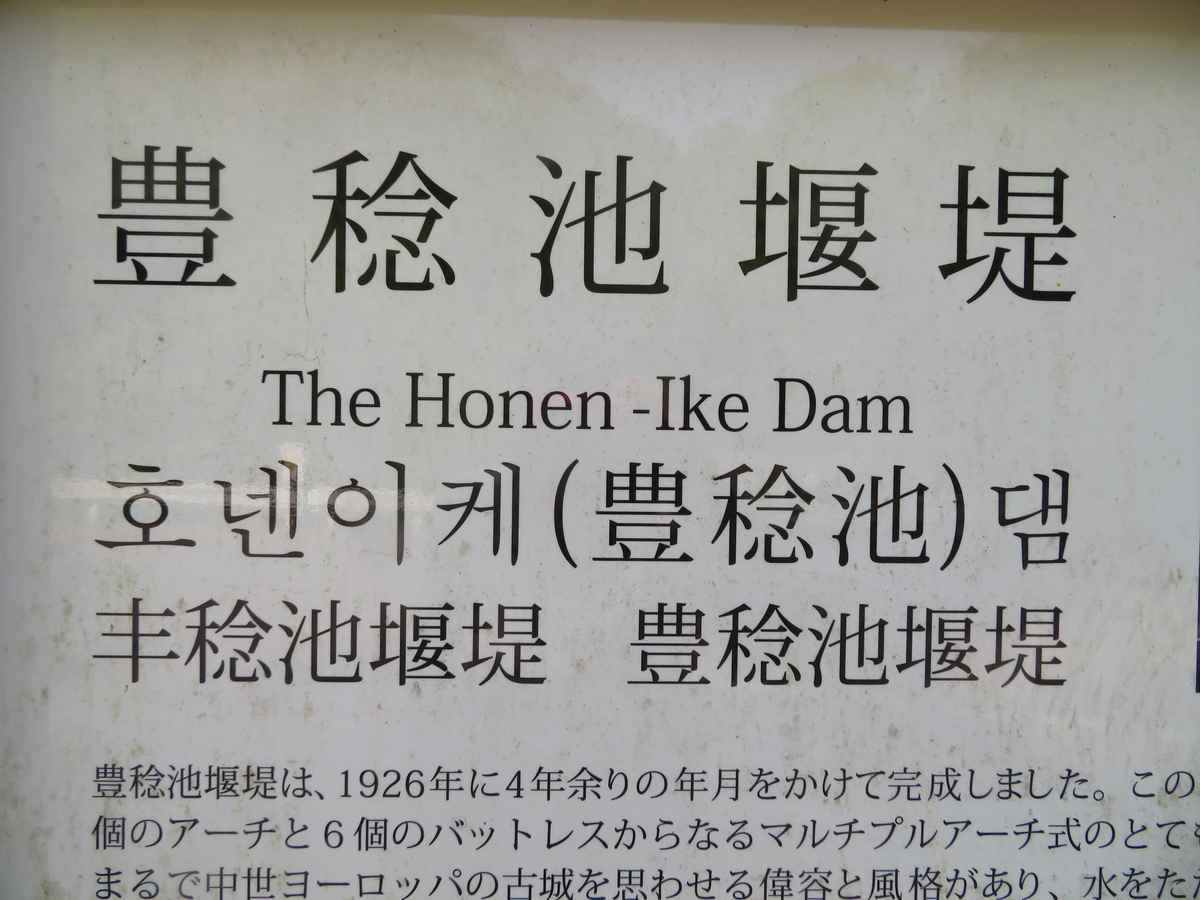 豊稔池堰堤
The Honen -Ike Dam
호넨이케(豊稔池)댐
丰稔池堰堤 豊稔池堰堤
豊稔池堰堤は、1926年に4年余りの年月をかけて完成しました。この
個のアーチと6個のバットレスからなるマルチプルアーチ式のとても
まるで中世ヨーロッパの古城を思わせる偉容と風格があり、水をた